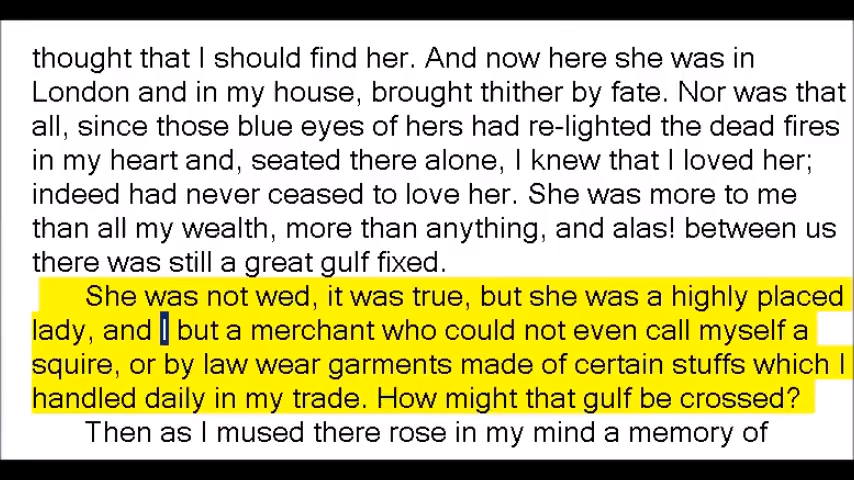 thought that I should find her. And now here she was in
London and in my house, brought thither by fate. Nor was that
all, since those blue eyes of hers had re-lighted the dead fires
in my heart and, seated there alone, I knew that I loved her;
indeed had never ceased to love her. She was more to me
than all my wealth, more than anything, and alas! between us
there was still a great gulf fixed.
She was not wed, it was true, but she was a highly placed
lady, and I but a merchant who could not even call myself a
squire, or by law wear garments made of certain stuffs which I
handled daily in my trade. How might that gulf be crossed?
Then as I mused there rose in my mind a memory of